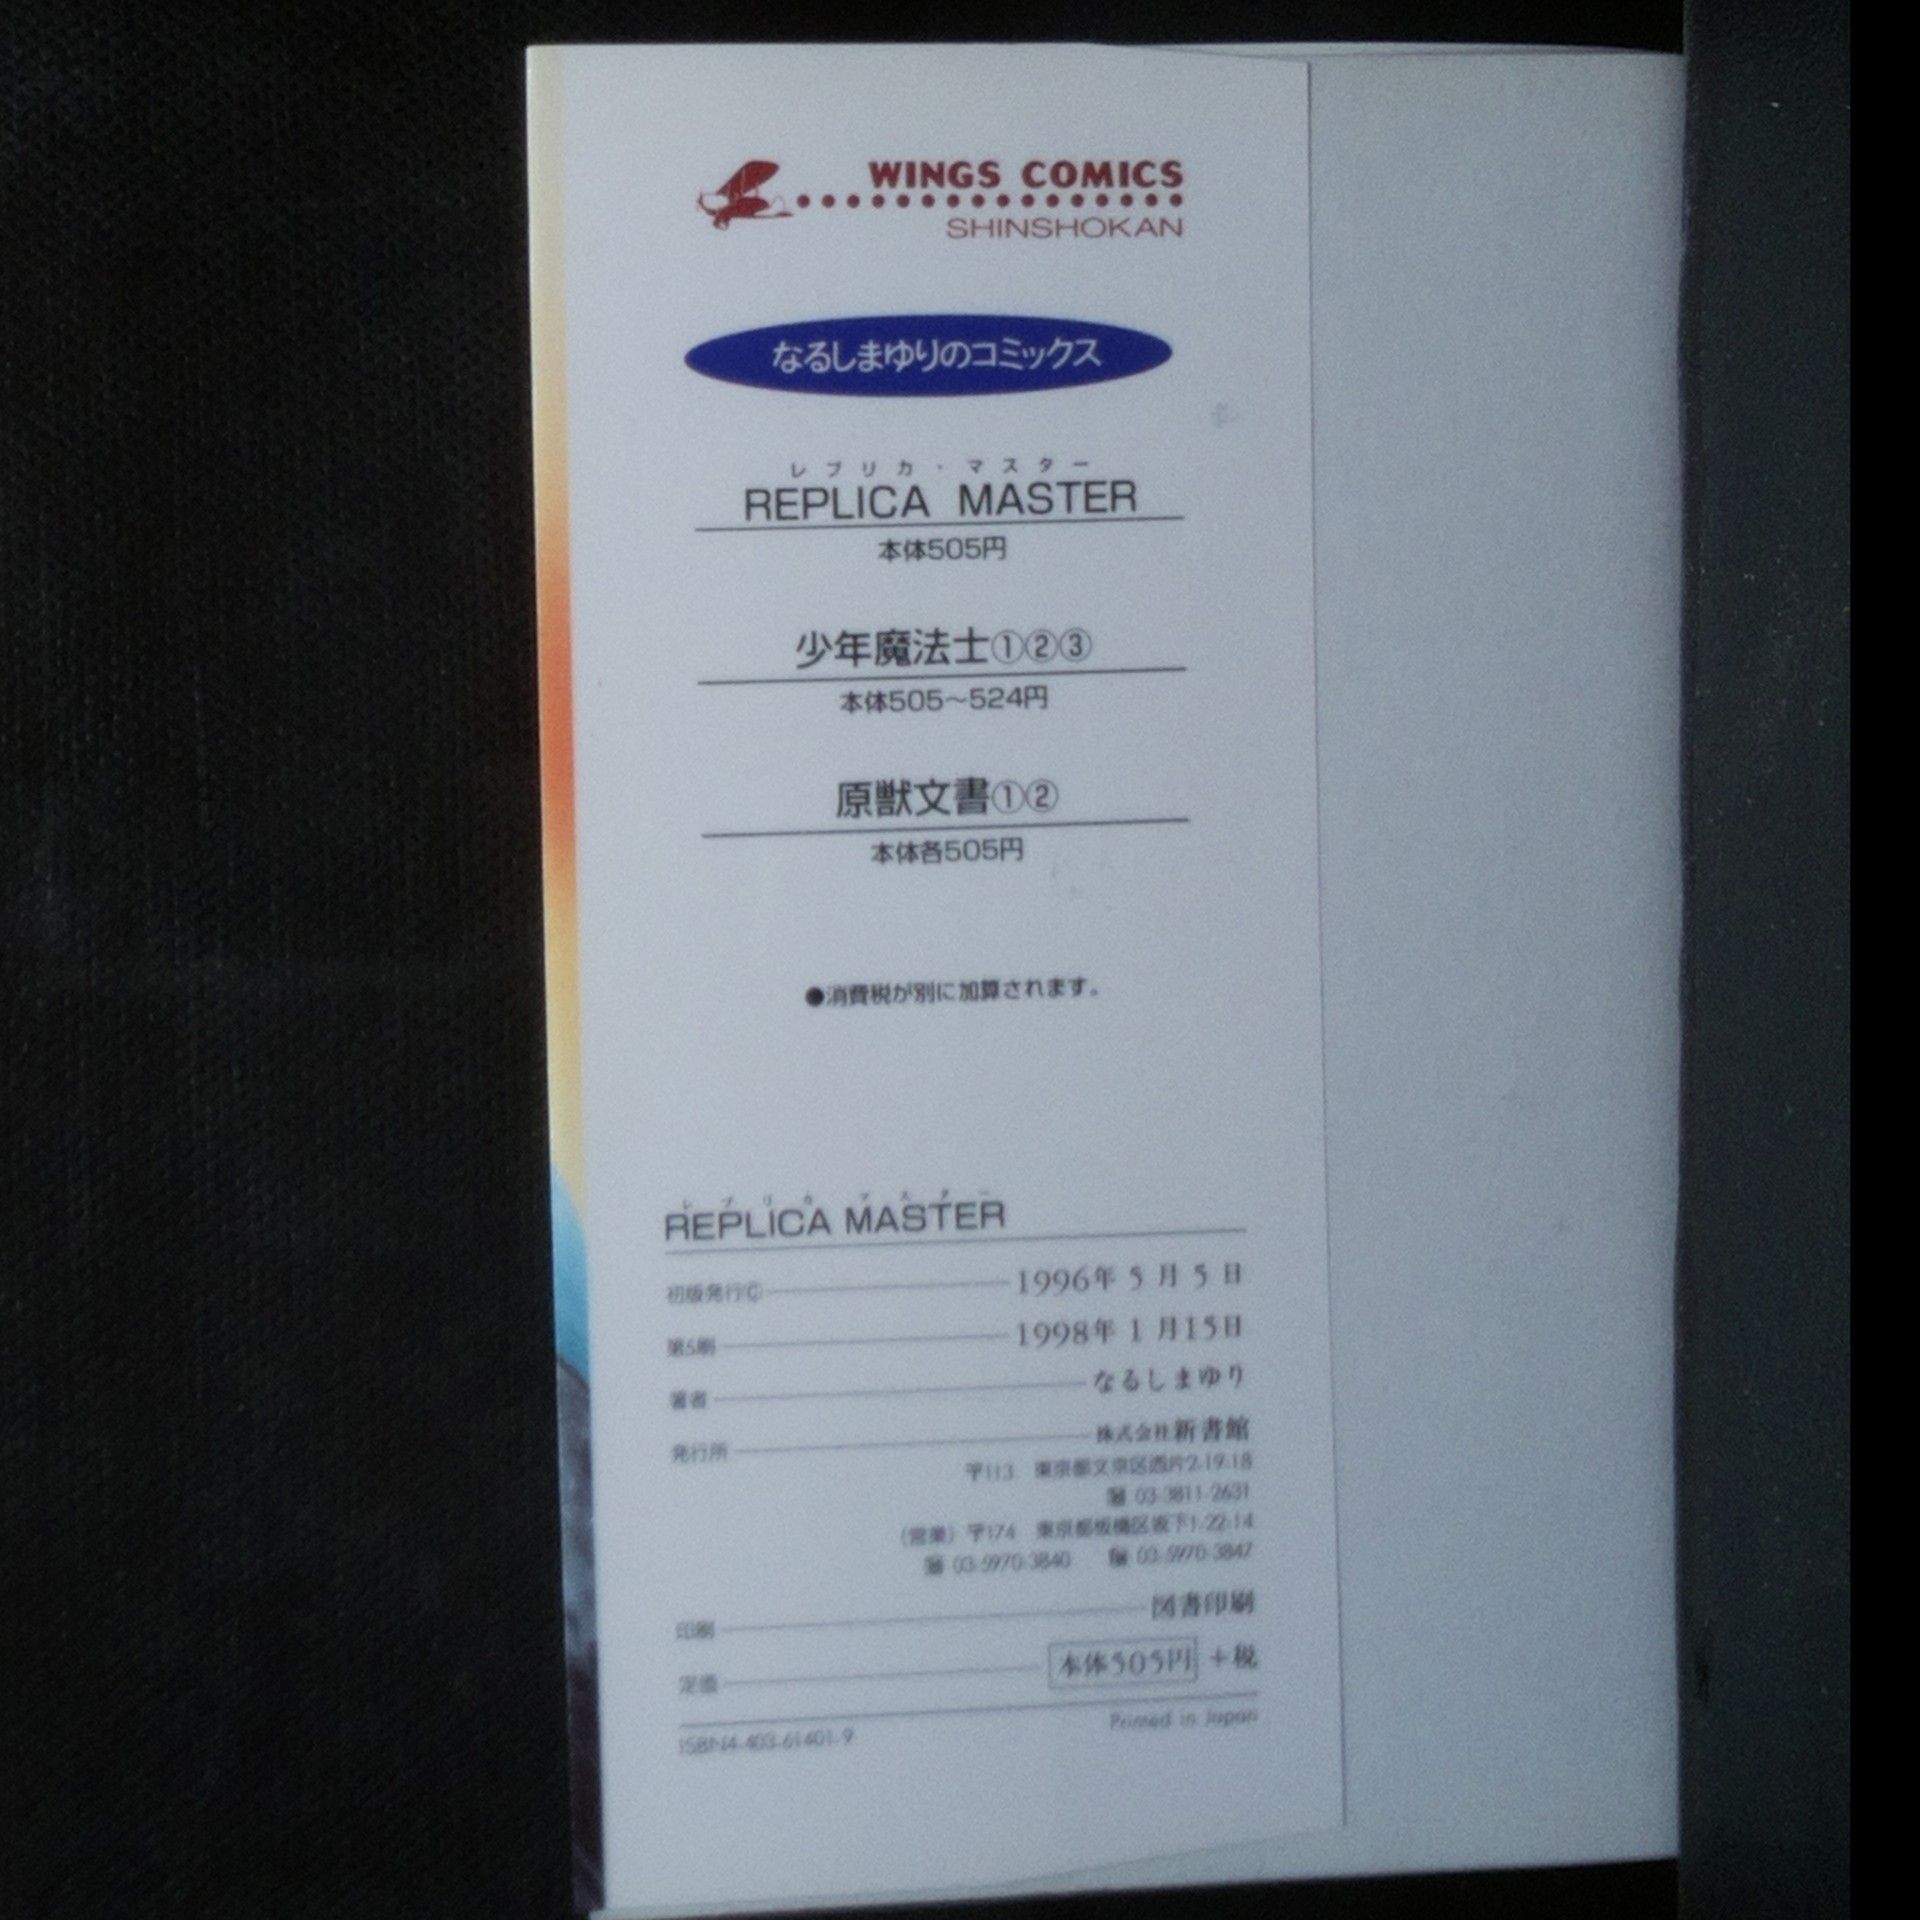 WINGS COMICS
SHINSHOKAN
なるしまゆりのコミックス
レプリカ・マスター
REPLICA MASTER
本体505円
少年魔法士①②③
本体505～524円
原獣文書①②
本体各505円
●消費税が別に加算されます。
レプリカ マスター
REPLICA MASTER
初版発行© 1996年5月5日
第5刷 1998年1月15日
著者 なるしまゆり
発行所 株式会社新書館
〒113 東京都文京区西片2-19-18
☎ 03-3811-2631
(営業) 〒174 東京都板橋区坂下1-22-14
☎ 03-5970-3840 03-5970-3847
印刷 図書印刷
定価 本体505円 +税
ISBN4-403-61401-9 Printed in Japan